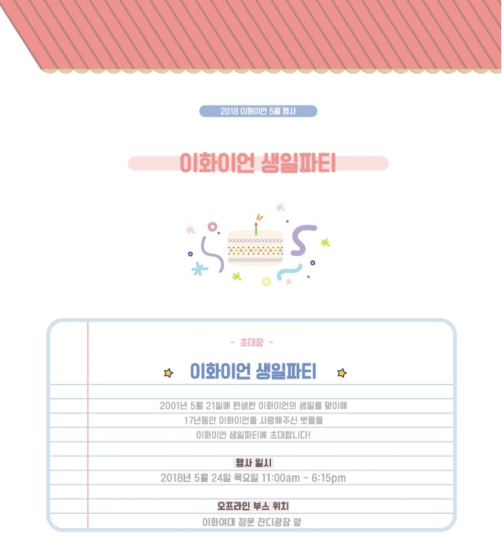 2018 이화이언 5월 행사
이화이언 생일파티
- 초대장 -
이화이언 생일파티
2001년 5월 21일에 탄생한 이화이언의 생일을 맞이해
17년동안 이화이언을 사랑해주신 벗들을
이화이언 생일파티에 초대합니다!
행사 일시
2018년 5월 24일 목요일 11:00am - 6:15pm
오프라인 부스 위치
이화여대 정문 잔디광장 앞